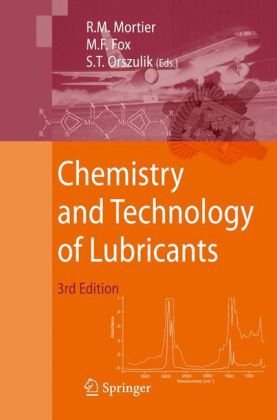 R.M. Mortier
M.F. Fox
S.T. Orszulik (Eds.)
Chemistry
and Technology
of Lubricants
3rd Edition
Springer